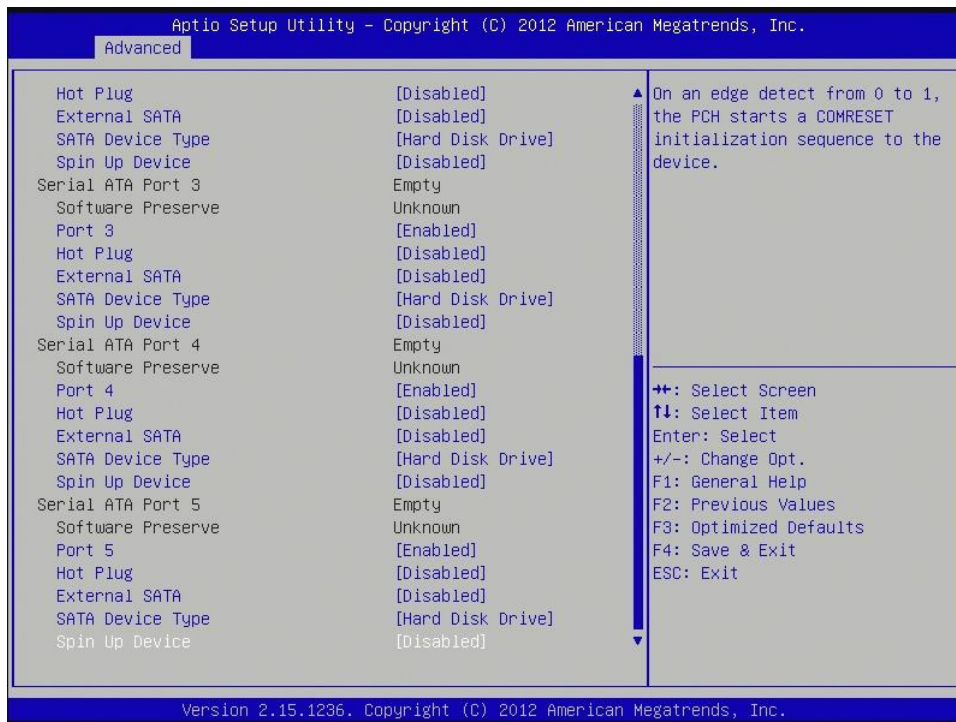 Aptio Setup Utility – Copyright (C) 2012 American Megatrends, Inc.
Advanced
Hot Plug [Disabled]
External SATA [Disabled]
SATA Device Type [Hard Disk Drive]
Spin Up Device [Disabled]
Serial ATA Port 3 Empty
Software Preserve Unknown
Port 3 [Enabled]
Hot Plug [Disabled]
External SATA [Disabled]
SATA Device Type [Hard Disk Drive]
Spin Up Device [Disabled]
Serial ATA Port 4 Empty
Software Preserve Unknown
Port 4 [Enabled]
Hot Plug [Disabled]
External SATA [Disabled]
SATA Device Type [Hard Disk Drive]
Spin Up Device [Disabled]
Serial ATA Port 5 Empty
Software Preserve Unknown
Port 5 [Enabled]
Hot Plug [Disabled]
External SATA [Disabled]
SATA Device Type [Hard Disk Drive]
Spin Up Device [Disabled]
On an edge detect from 0 to 1,
the PCH starts a COMRESET
initialization sequence to the
device.
→←: Select Screen
↑↓: Select Item
Enter: Select
+/-: Change Opt.
F1: General Help
F2: Previous Values
F3: Optimized Defaults
F4: Save & Exit
ESC: Exit
Version 2.15.1236. Copyright (C) 2012 American Megatrends, Inc.